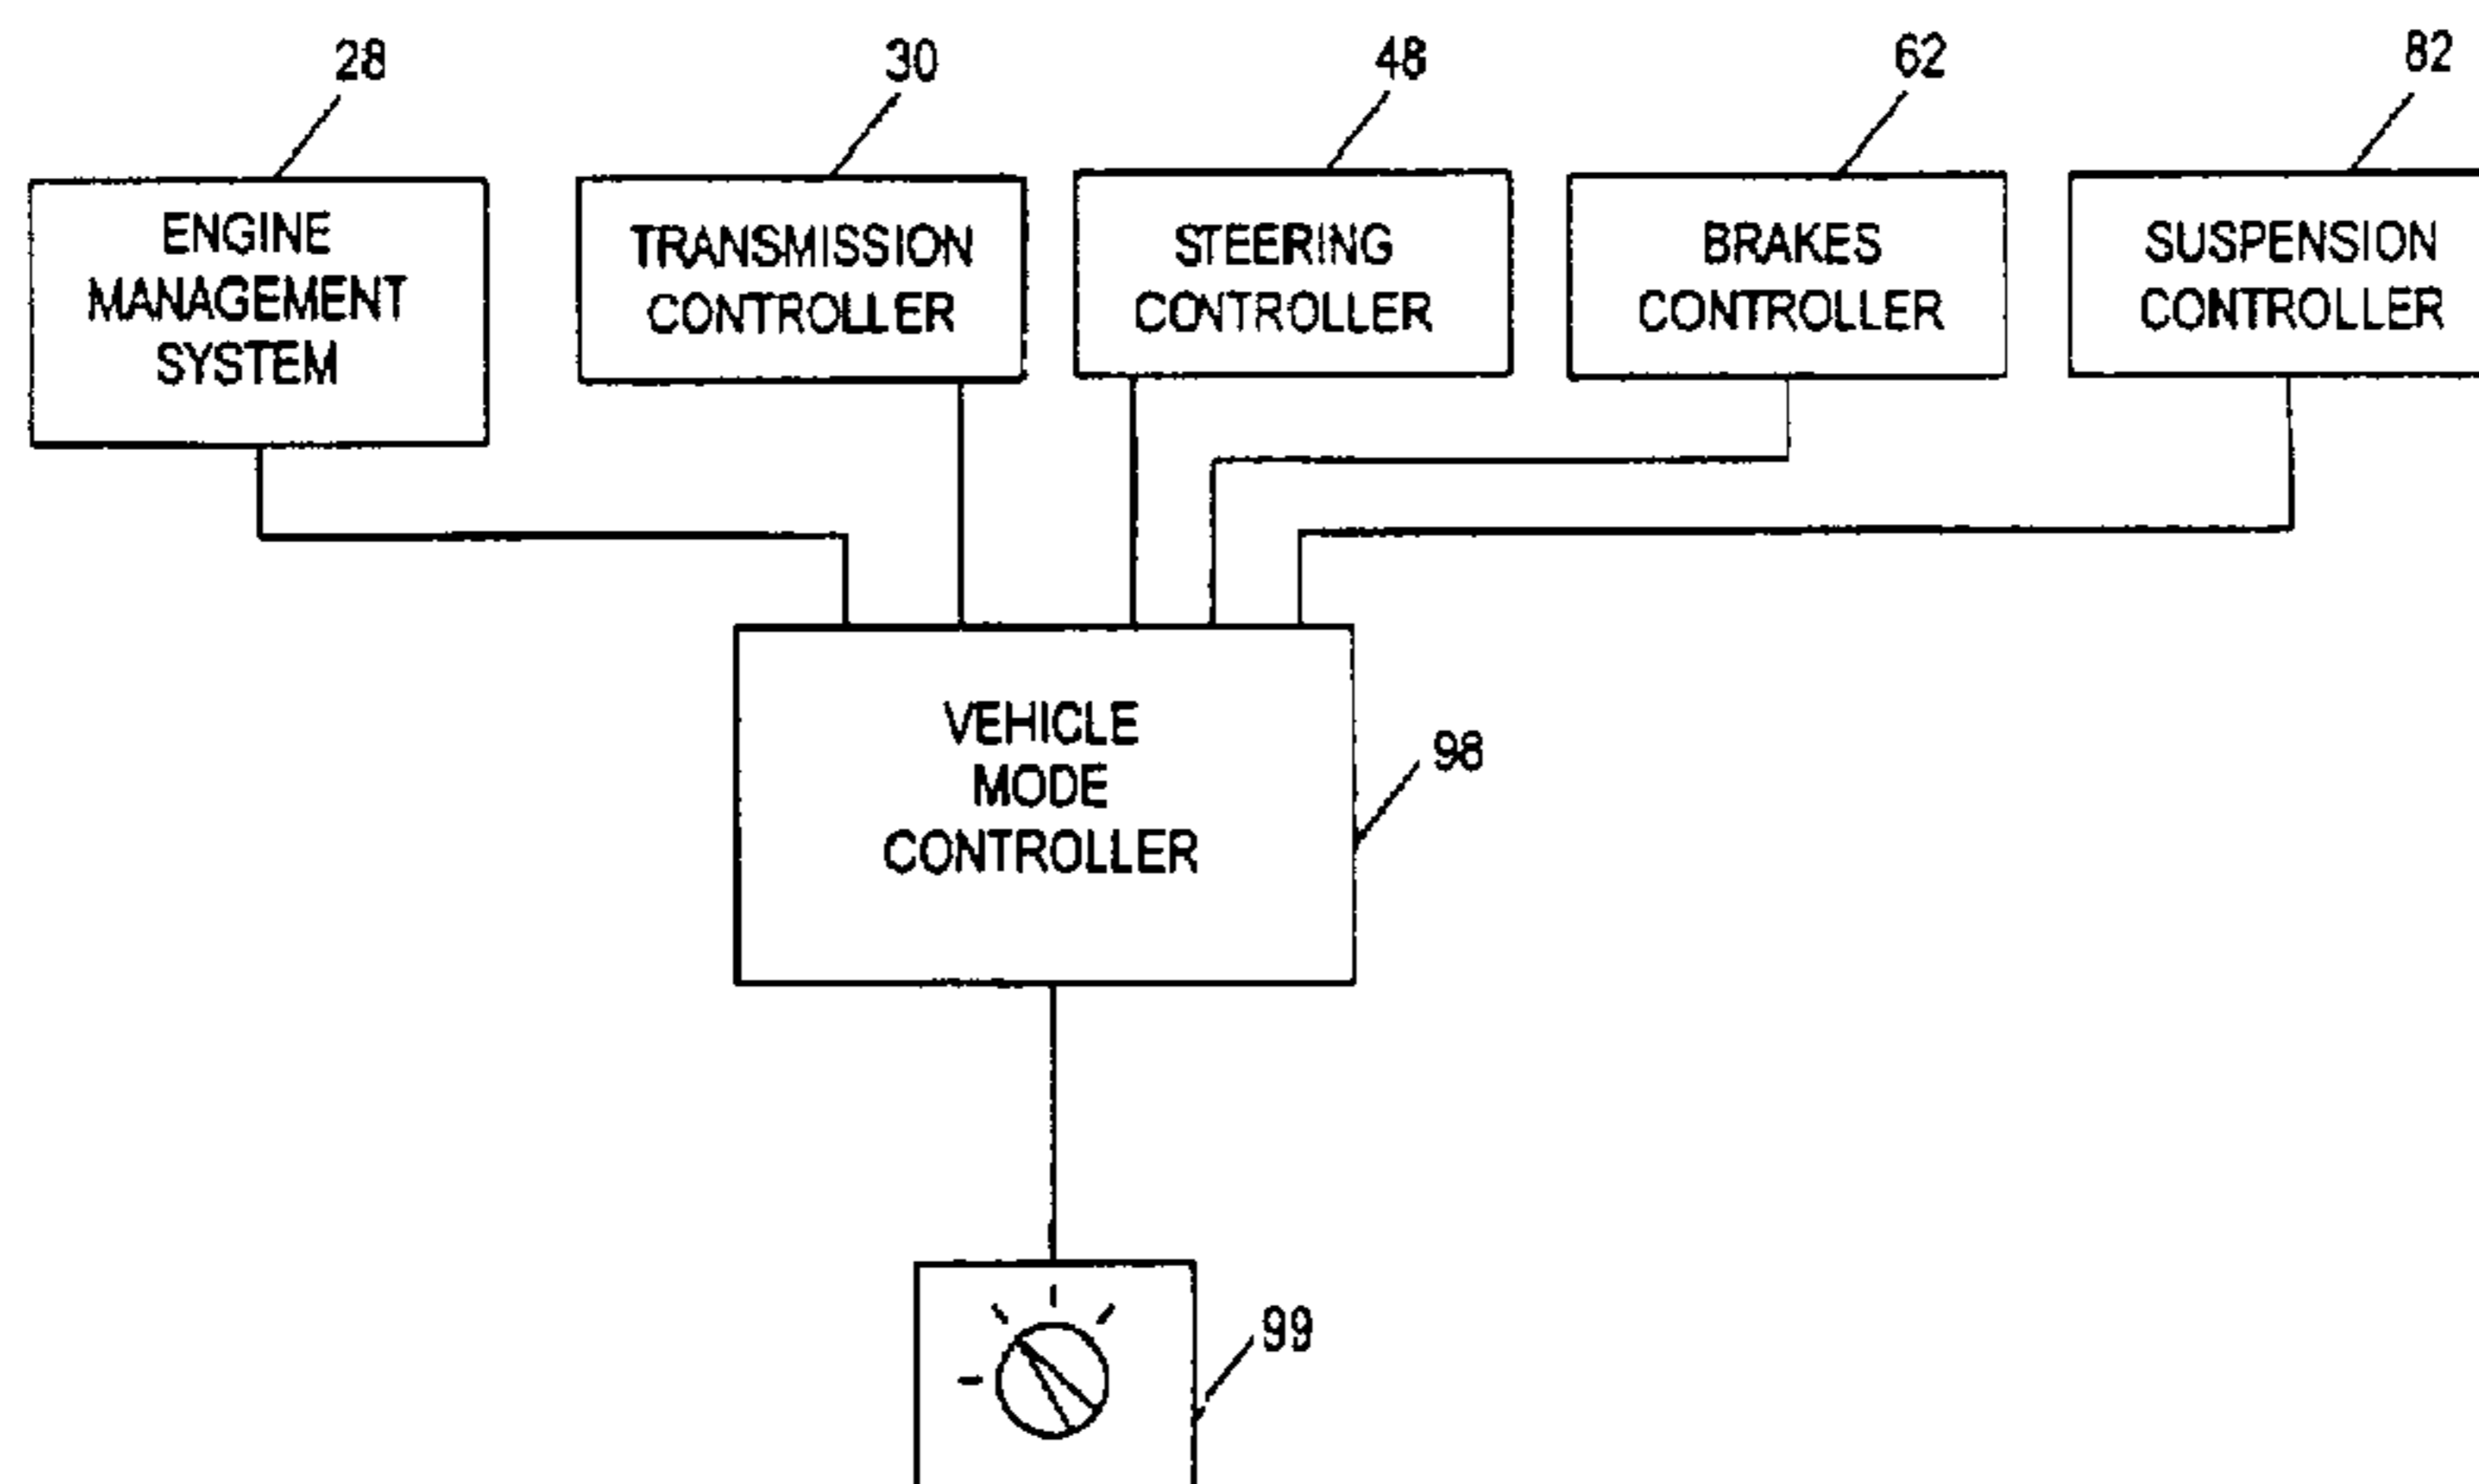 28
30
48
62
82
ENGINE
MANAGEMENT
SYSTEM
TRANSMISSION
CONTROLLER
STEERING
CONTROLLER
BRAKES
CONTROLLER
SUSPENSION
CONTROLLER
VEHICLE
MODE
CONTROLLER
98
99